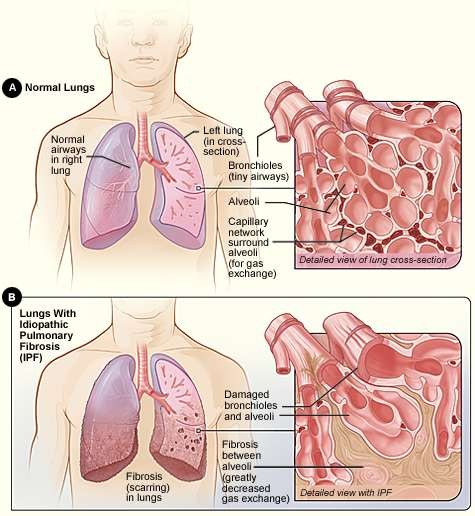 A
Normal Lungs
Normal
airways
in right
lung
Left lung
(in cross-
section)
Bronchioles
(tiny airways)
Alveoli
Capillary
network
surround
alveoli
(for gas
exchange)
Detailed view of lung cross-section
B
Lungs With
Idiopathic
Pulmonary
Fibrosis
(IPF)
Damaged
bronchioles
and alveoli
Fibrosis
between
alveoli
(greatly
decreased
gas exchange)
Fibrosis
(scarring)
in lungs
Detailed view with IPF